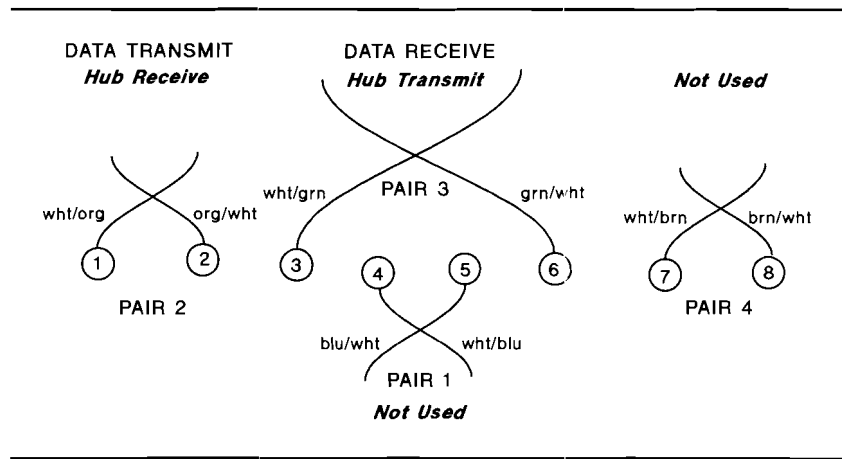 DATA TRANSMIT
Hub Receive
DATA RECEIVE
Hub Transmit
Not Used
wht/org
org/wht
wht/grn
PAIR 3
grn/wht
wht/brn
brn/wht
1
2
3
4
5
6
7
8
PAIR 2
PAIR 4
blu/wht
wht/blu
PAIR 1
Not Used